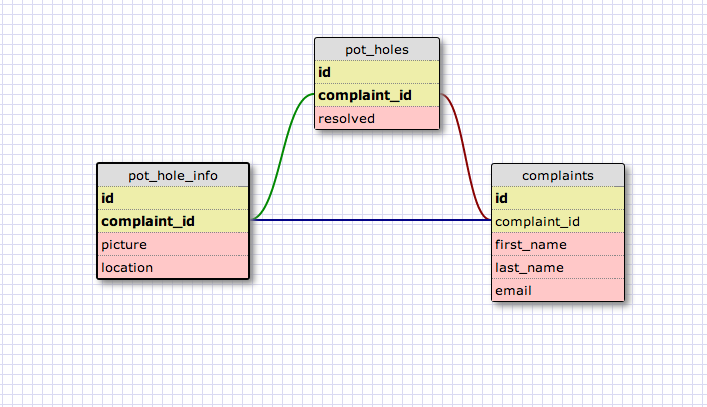 pot_holes
id
complaint_id
resolved
pot_hole_info
id
complaint_id
picture
location
complaints
id
complaint_id
first_name
last_name
email